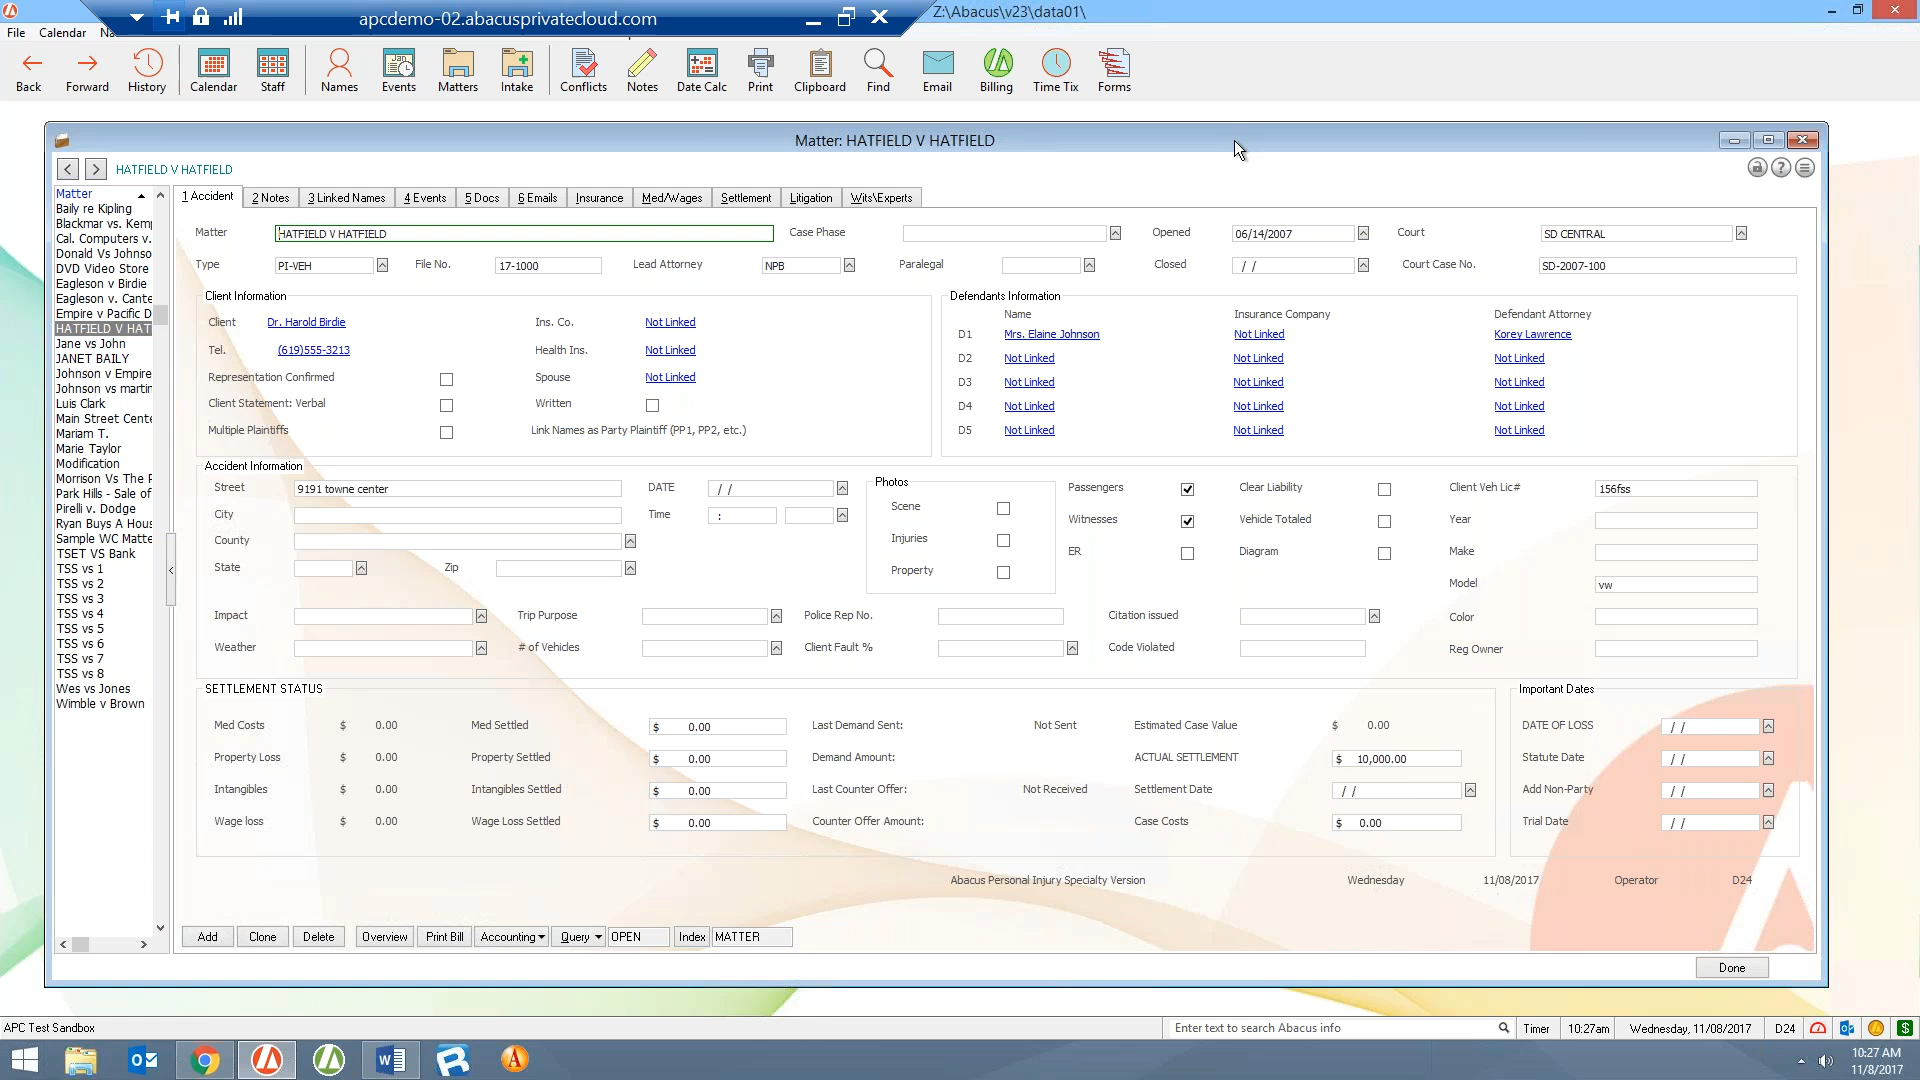 apcdemo-02.abacusprivatecloud.com
Z:\Abacus\v23\data01\
File Calendar Na
Back Forward History Calendar Staff Names Events Matters Intake Conflicts Notes Date Calc Print Clipboard Find Email Billing Time Tix Forms
Matter: HATFIELD V HATFIELD
HATFIELD V HATFIELD
Matter
Baily re Kipling
Blackmar vs. Kemp
Cal. Computers v.
Donald Vs Johnso
DVD Video Store
Eagleson v Birdie
Eagleson v. Cante
Empire v Pacific D
HATFIELD V HAT
Jane vs John
JANET BAILY
Johnson v Empire
Johnson vs martin
Luis Clark
Main Street Cente
Mariam T.
Marie Taylor
Modification
Morrison Vs The P
Park Hills - Sale of
Pirelli v. Dodge
Ryan Buys A Hous
Sample WC Matte
TSET VS Bank
TSS vs 1
TSS vs 2
TSS vs 3
TSS vs 4
TSS vs 5
TSS vs 6
TSS vs 7
TSS vs 8
Wes vs Jones
Wimble v Brown
1 Accident 2 Notes 3 Linked Names 4 Events 5 Docs 6 Emails Insurance Med/Wages Settlement Litigation Wits\Experts
Matter HATFIELD V HATFIELD Case Phase Opened 06/14/2007 Court SD CENTRAL
Type PI-VEH File No. 17-1000 Lead Attorney NPB Paralegal Closed / / Court Case No. SD-2007-100
Client Information
Client Dr. Harold Birdie Ins. Co. Not Linked
Tel. (619)555-3213 Health Ins. Not Linked
Representation Confirmed Spouse Not Linked
Client Statement: Verbal Written
Multiple Plaintiffs Link Names as Party Plaintiff (PP1, PP2, etc.)
Defendants Information
Name Insurance Company Defendant Attorney
D1 Mrs. Elaine Johnson Not Linked Korey Lawrence
D2 Not Linked Not Linked Not Linked
D3 Not Linked Not Linked Not Linked
D4 Not Linked Not Linked Not Linked
D5 Not Linked Not Linked Not Linked
Accident Information
Street 9191 towne center DATE / /
City Time :
County
State Zip
Photos
Scene
Injuries
Property
Passengers Clear Liability Client Veh Lic# 156fss
Witnesses Vehicle Totaled Year
ER Diagram Make
Model vw
Impact Trip Purpose Police Rep No. Citation issued Color
Weather # of Vehicles Client Fault % Code Violated Reg Owner
SETTLEMENT STATUS
Med Costs $ 0.00 Med Settled $ 0.00 Last Demand Sent: Not Sent Estimated Case Value $ 0.00
Property Loss $ 0.00 Property Settled $ 0.00 Demand Amount: ACTUAL SETTLEMENT $ 10,000.00
Intangibles $ 0.00 Intangibles Settled $ 0.00 Last Counter Offer: Not Received Settlement Date / /
Wage loss $ 0.00 Wage Loss Settled $ 0.00 Counter Offer Amount: Case Costs $ 0.00
Important Dates
DATE OF LOSS / /
Statute Date / /
Add Non-Party / /
Trial Date / /
Abacus Personal Injury Specialty Version Wednesday 11/08/2017 Operator D24
Add Clone Delete Overview Print Bill Accounting Query OPEN Index MATTER
Done
APC Test Sandbox Enter text to search Abacus info Timer 10:27am Wednesday, 11/08/2017 D24
10:27 AM
11/8/2017